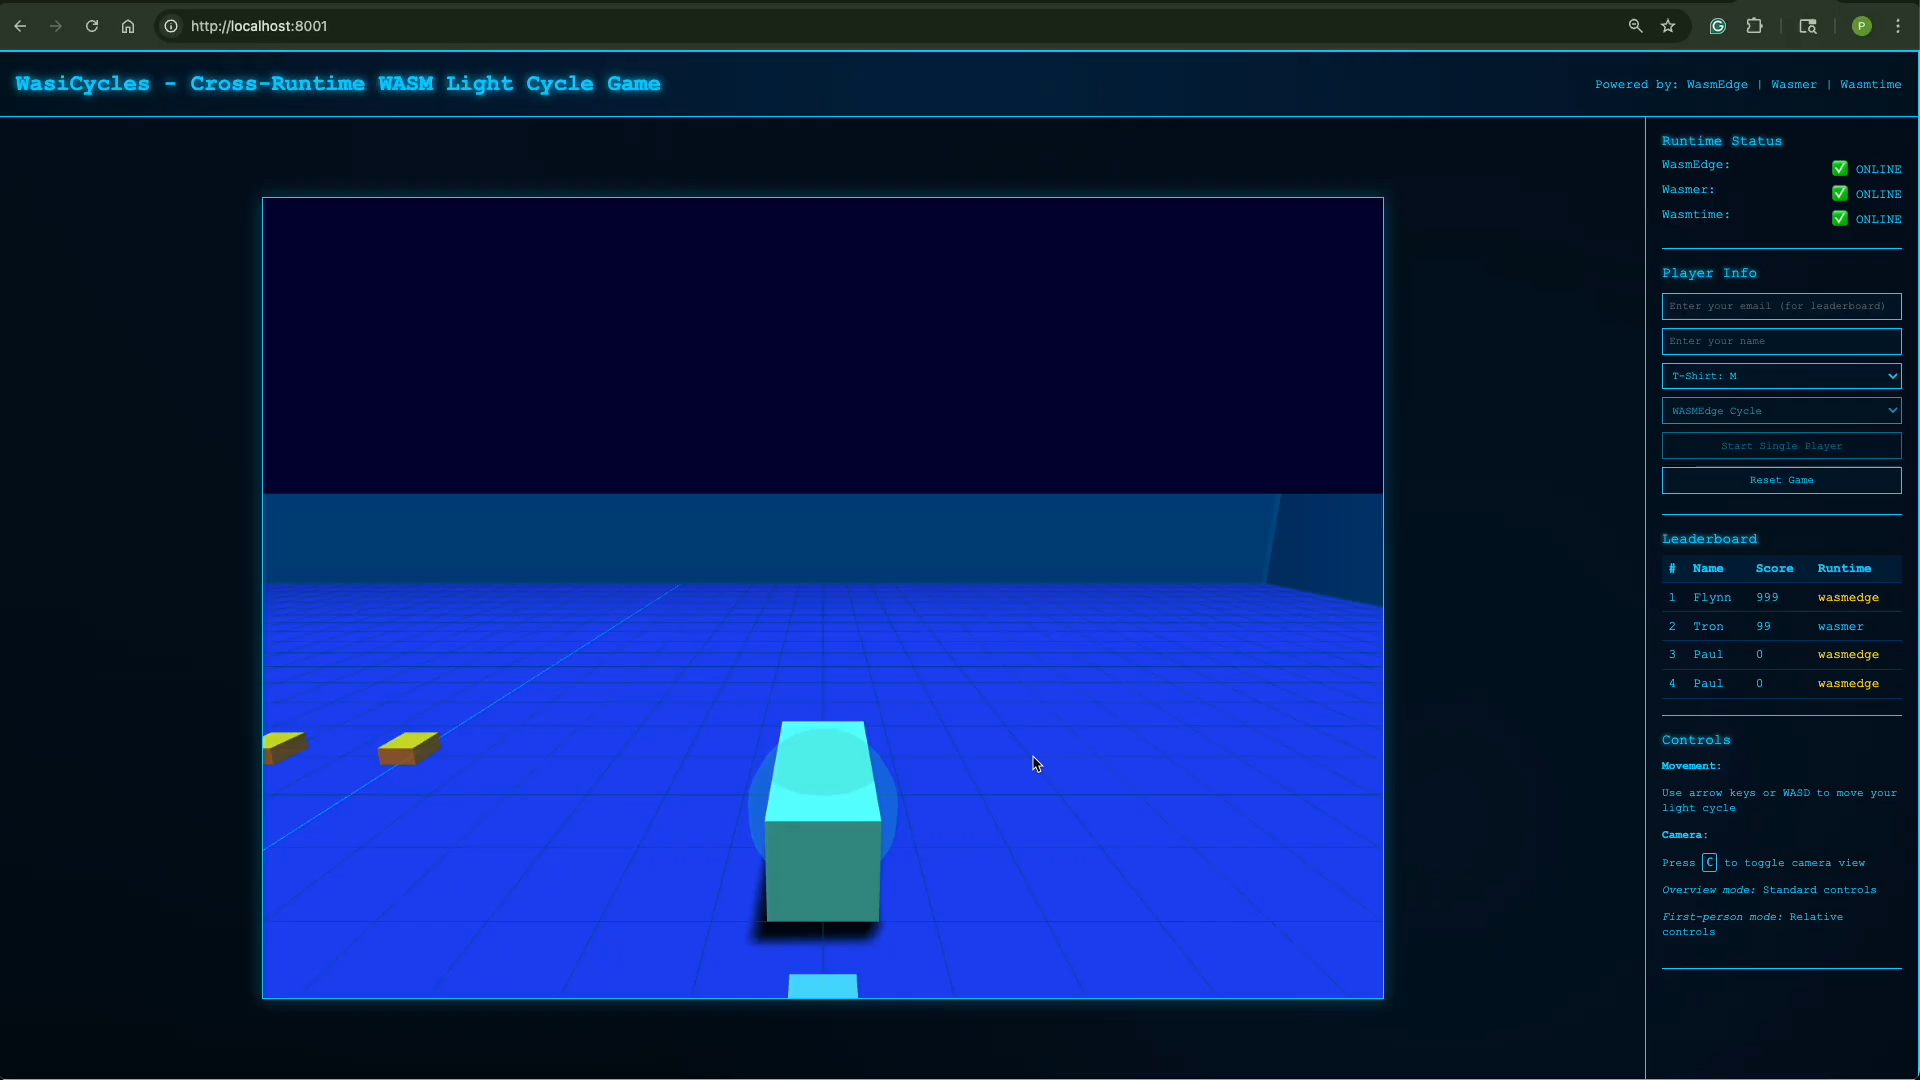 http://localhost:8001
P
WasiCycles - Cross-Runtime WASM Light Cycle Game
Powered by: WasmEdge | Wasmer | Wasmtime
Runtime Status
WasmEdge: ✅ ONLINE
Wasmer: ✅ ONLINE
Wasmtime: ✅ ONLINE
Player Info
Enter your email (for leaderboard)
Enter your name
T-Shirt: M
WASMEdge Cycle
Start Single Player
Reset Game
Leaderboard
# Name Score Runtime
1 Flynn 999 wasmedge
2 Tron 99 wasmer
3 Paul 0 wasmedge
4 Paul 0 wasmedge
Controls
Movement:
Use arrow keys or WASD to move your
light cycle
Camera:
Press C to toggle camera view
Overview mode: Standard controls
First-person mode: Relative
controls